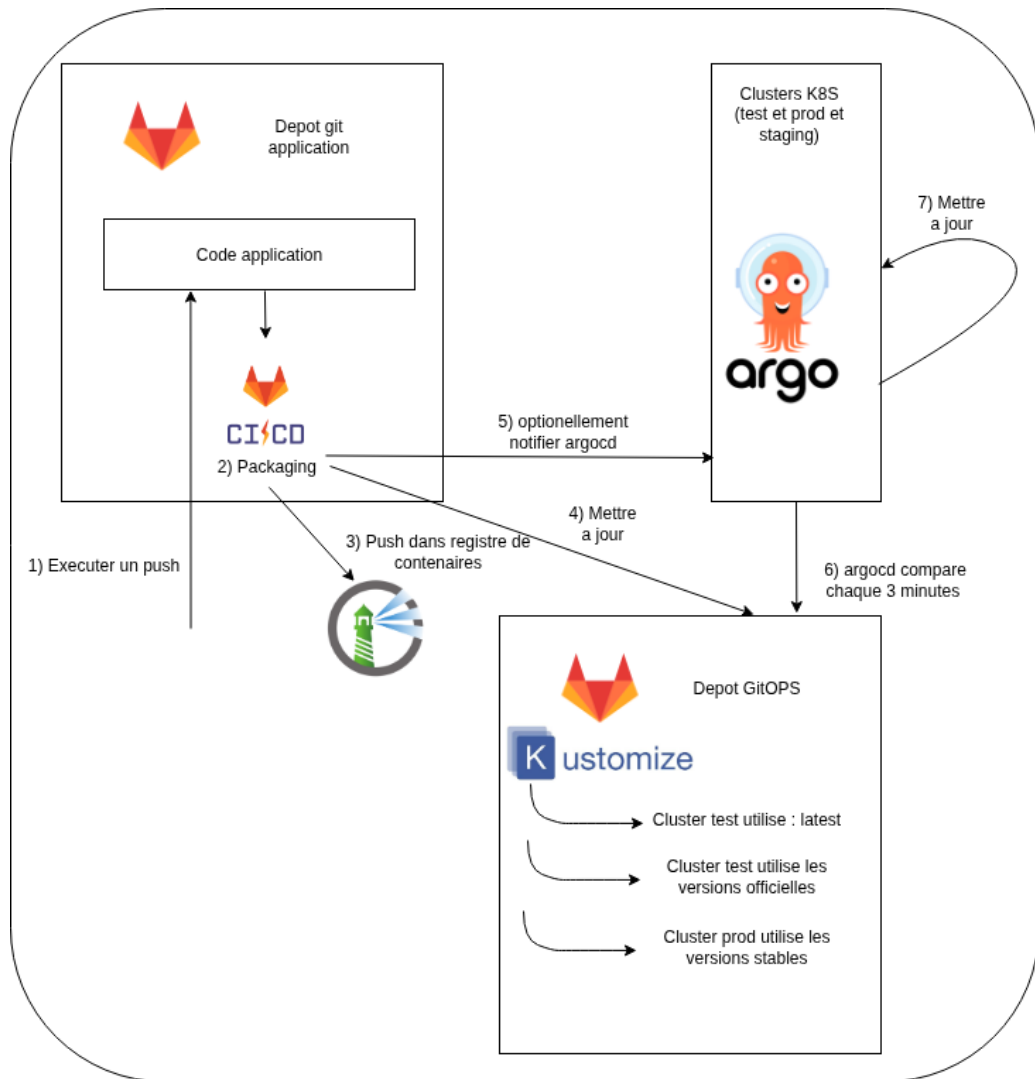 Depot git
application
Clusters K8S
(test et prod et
staging)
7) Mettre
a jour
Code application
argo
CI CD
2) Packaging
5) optionellement
notifier argocd
4) Mettre
a jour
1) Executer un push
3) Push dans registre de
contenaires
6) argocd compare
chaque 3 minutes
Depot GitOPS
Kustomize
Cluster test utilise : latest
Cluster test utilise les
versions officielles
Cluster prod utilise les
versions stables